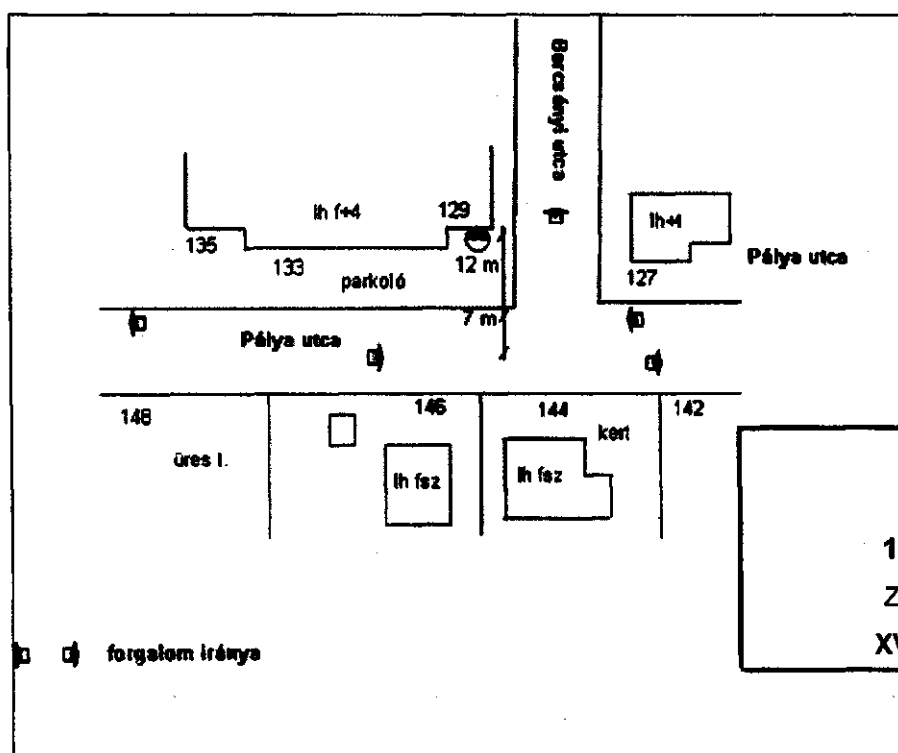 Bercsényi utca
lh f+4
129
lh+4
135
133
12 m
127
Pálya utca
parkoló
7 m
Pálya utca
148
146
144
142
kert
üres l.
lh fsz
lh fsz
1
Z
XV
forgalom iránya